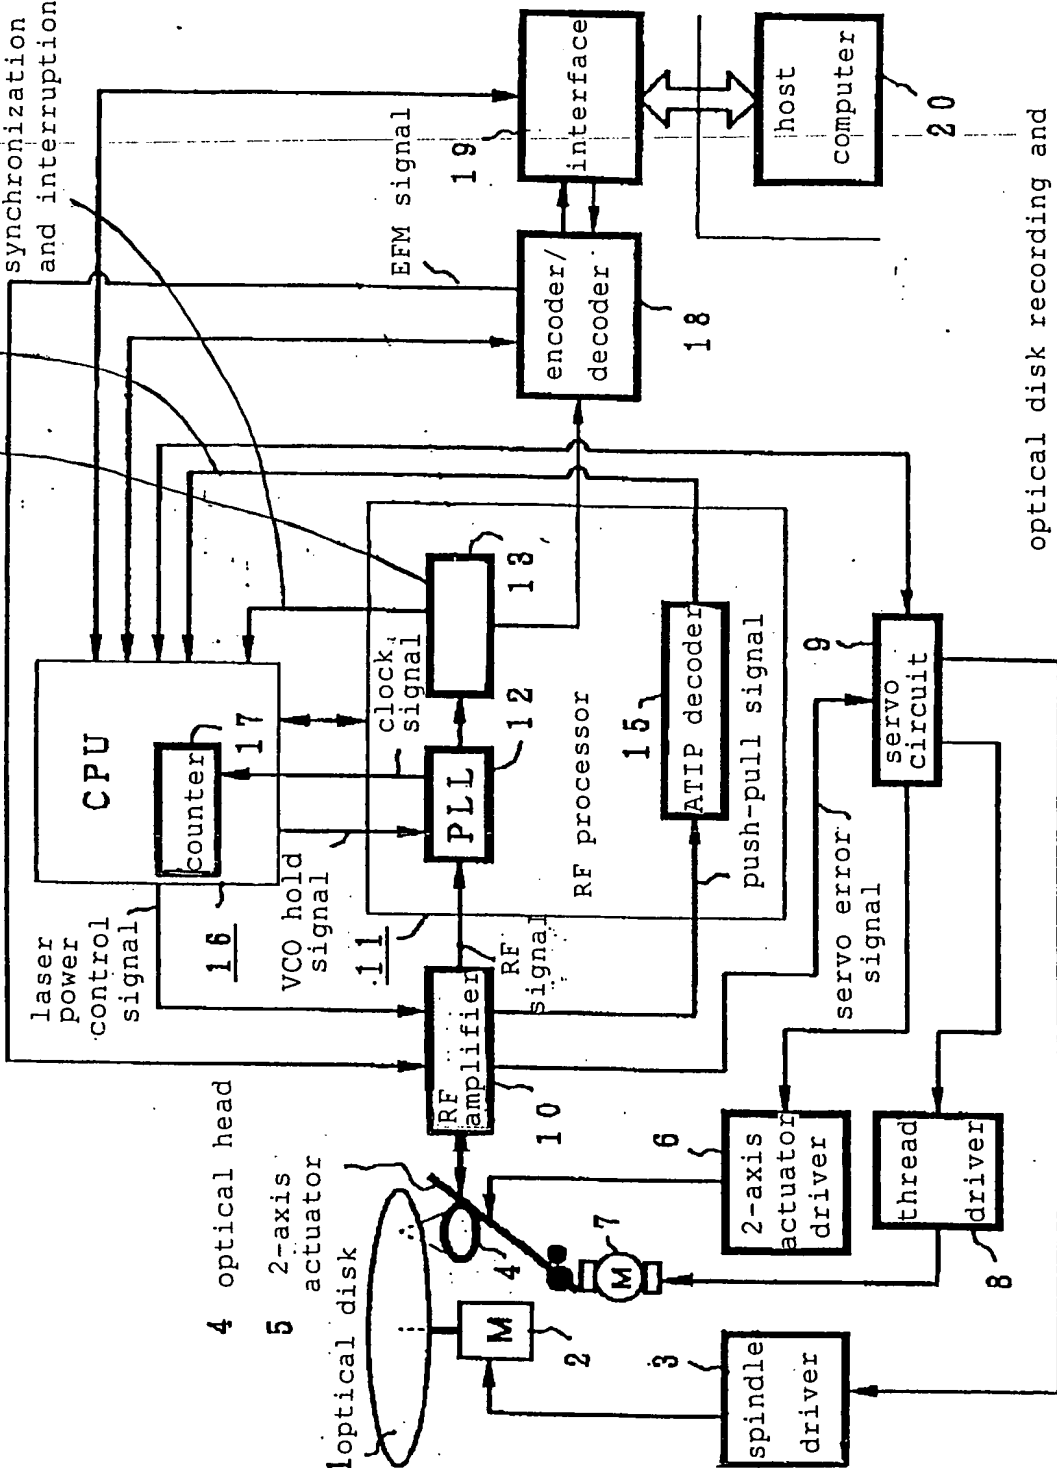 synchronization
and interruption
EFM signal
19
interface
host
computer
20
encoder/
decoder
18
optical disk recording and
CPU
counter
17
16
laser
power
control
signal
VCO hold
signal
clock
signal
13
12
PLL
11
RF processor
RF
signal
15
ATIP decoder
push-pull signal
9
servo
circuit
servo error
signal
RF
amplifier
10
4 optical head
5 2-axis
actuator
1optical disk
4
M
2
M
7
6
2-axis
actuator
driver
thread
driver
8
3
spindle
driver